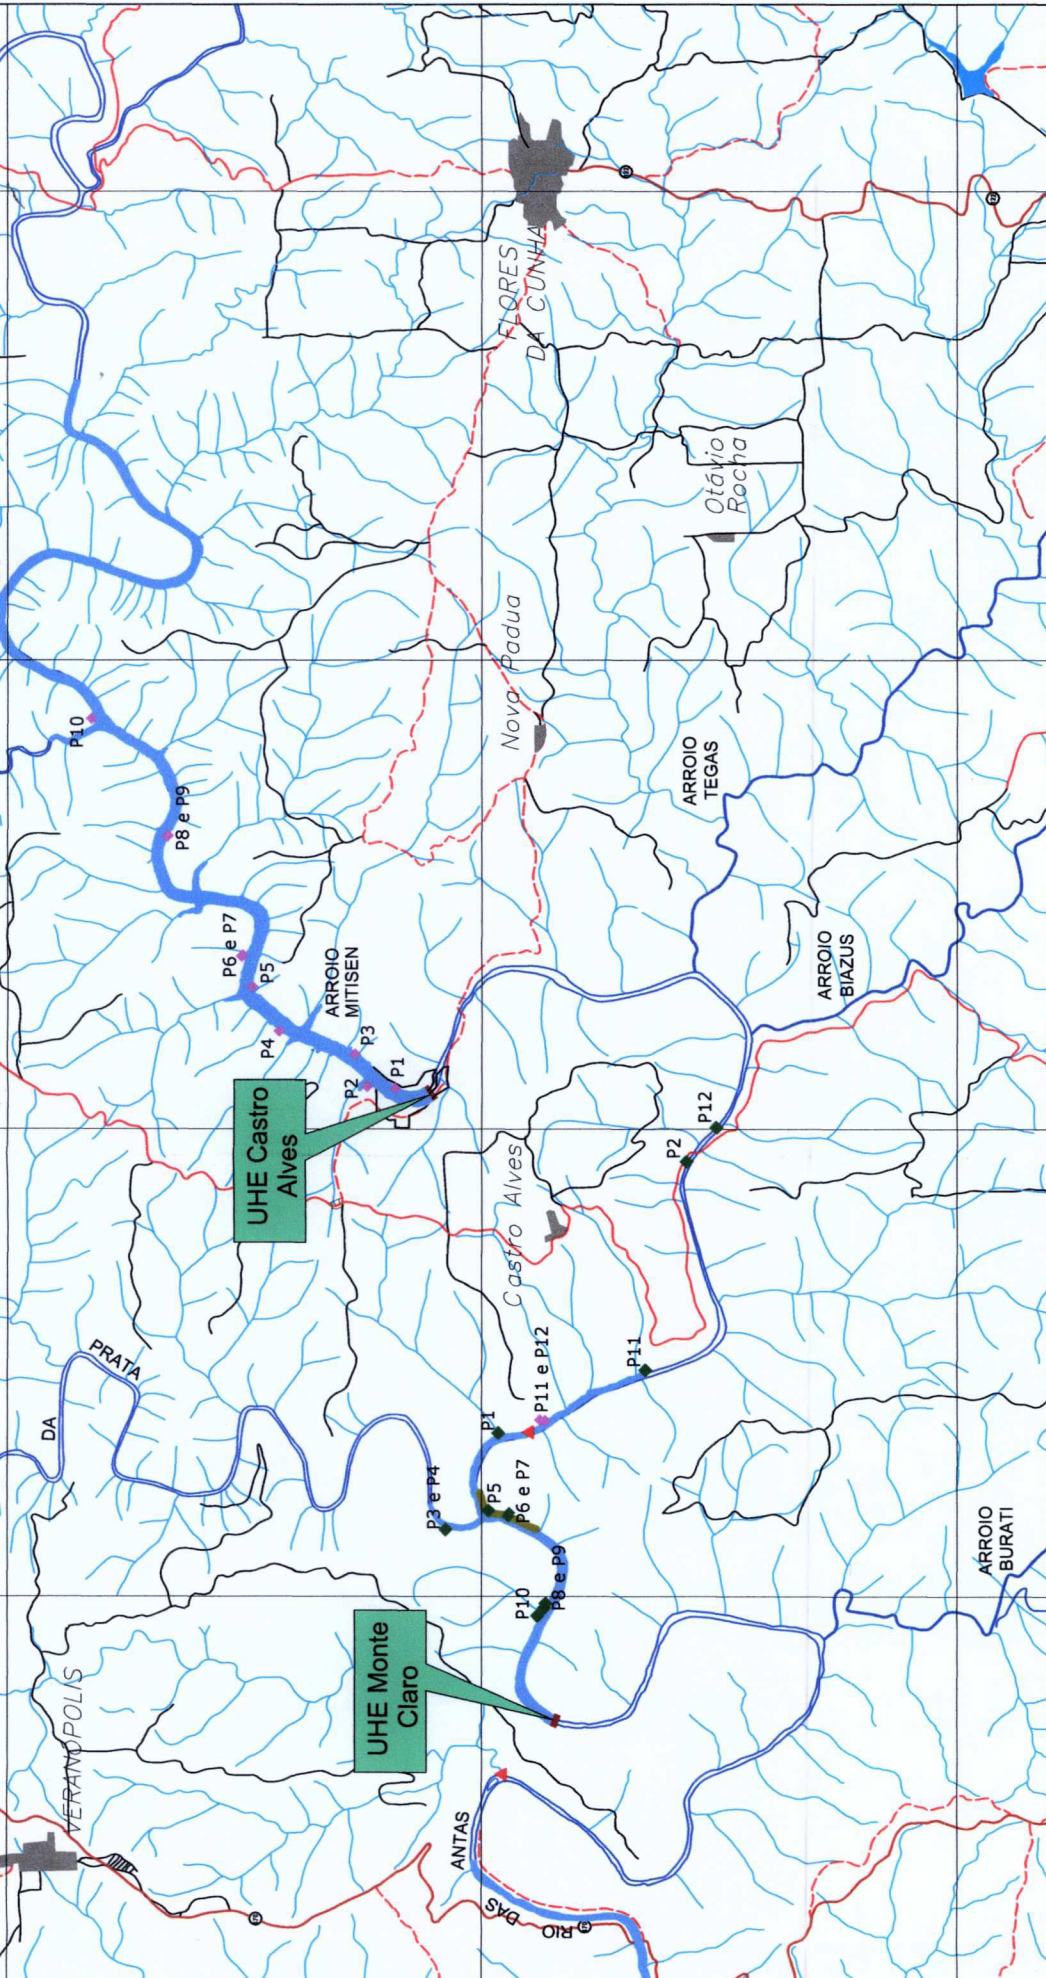 VERANOPOLIS
DA
PRATA
UHE Castro
Alves
UHE Monte
Claro
ANTAS
DAS
RIO
P10
P8 e P9
P6 e P7
P5
P4
ARROIO
MITISEN
P3
P2
P1
P3 e P4
P1
P5
P6 e P7
P10
P8 e P9
P11 e P12
P11
P2
P12
Castro Alves
Nova Padua
FLORES
DA CUNHA
Otávio
Rocha
ARROIO
TEGAS
ARROIO
BIAZUS
ARROIO
BURATI